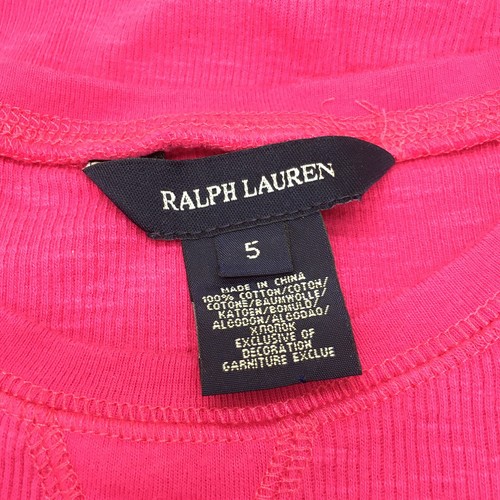 RALPH LAUREN
5
MADE IN CHINA
100% COTTON/COTON/
COTONE/BAUMWOLLE/
KATOEN/BOMULD/
ALGODON/ALGODAO/
ХЛОПОК
EXCLUSIVE OF
DECORATION
GARNITURE EXCLUE